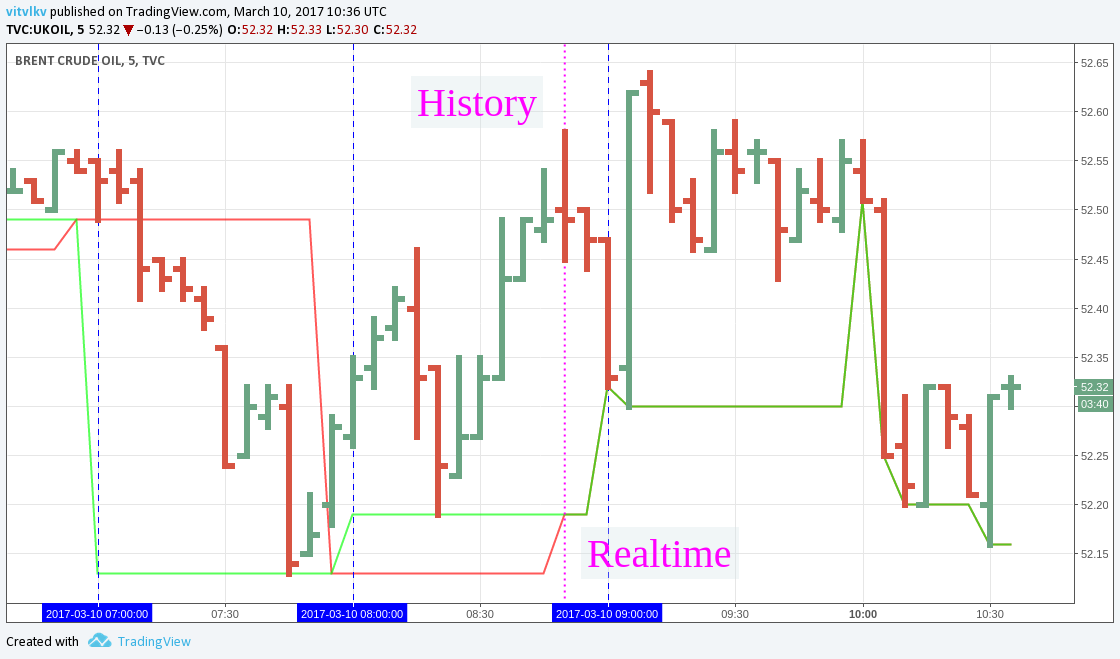 vitvlkv published on TradingView.com, March 10, 2017 10:36 UTC
TVC:UKOIL, 5 52.32 ▼ −0.13 (−0.25%) O:52.32 H:52.33 L:52.30 C:52.32
BRENT CRUDE OIL, 5, TVC
History
Realtime
52.65
52.60
52.55
52.50
52.45
52.40
52.35
52.32
03:40
52.25
52.20
52.15
2017-03-10 07:00:00 07:30 2017-03-10 08:00:00 08:30 2017-03-10 09:00:00 09:30 10:00 10:30
Created with TradingView